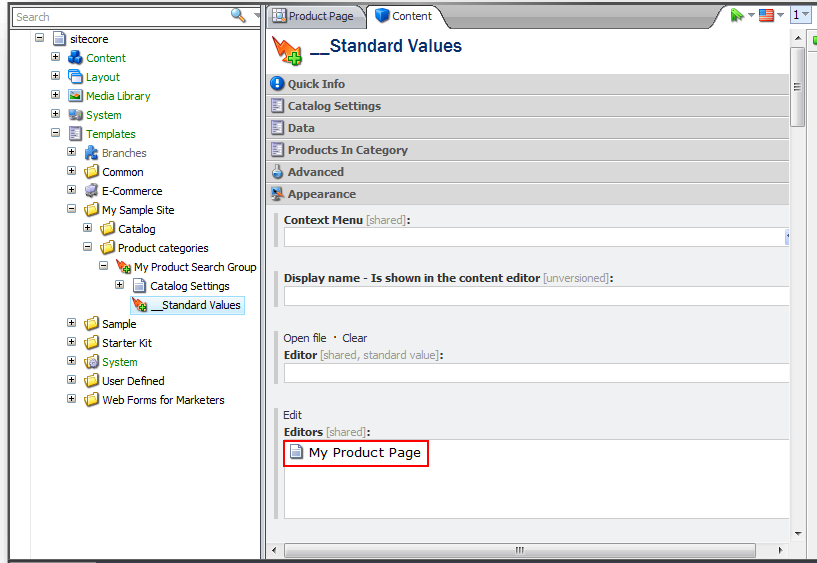 Search
sitecore
Content
Layout
Media Library
System
Templates
Branches
Common
E-Commerce
My Sample Site
Catalog
Product categories
My Product Search Group
Catalog Settings
__Standard Values
Sample
Starter Kit
System
User Defined
Web Forms for Marketers
Product Page
Content
1
__Standard Values
Quick Info
Catalog Settings
Data
Products In Category
Advanced
Appearance
Context Menu [shared]:
Display name - Is shown in the content editor [unversioned]:
Open file · Clear
Editor [shared, standard value]:
Edit
Editors [shared]:
My Product Page